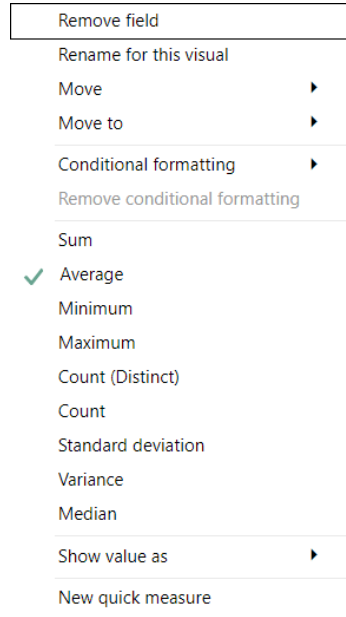 Remove field
Rename for this visual
Move
Move to
Conditional formatting
Remove conditional formatting
Sum
Average
Minimum
Maximum
Count (Distinct)
Count
Standard deviation
Variance
Median
Show value as
New quick measure